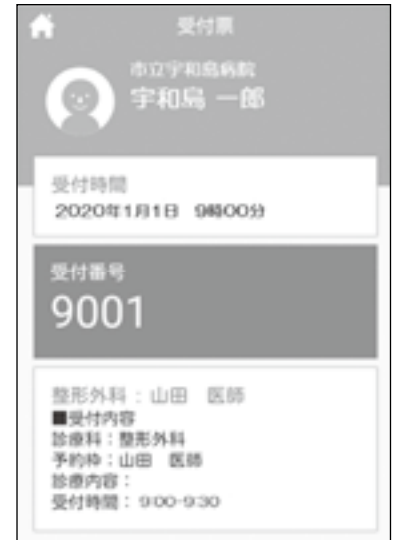 受付票
市立宇和島病院
宇和島 一郎
受付時間
2020年1月1日 9時00分
受付番号
9001
整形外科：山田 医師
■受付内容
診療科：整形外科
予約枠：山田 医師
診療内容：
受付時間：9:00-9:30